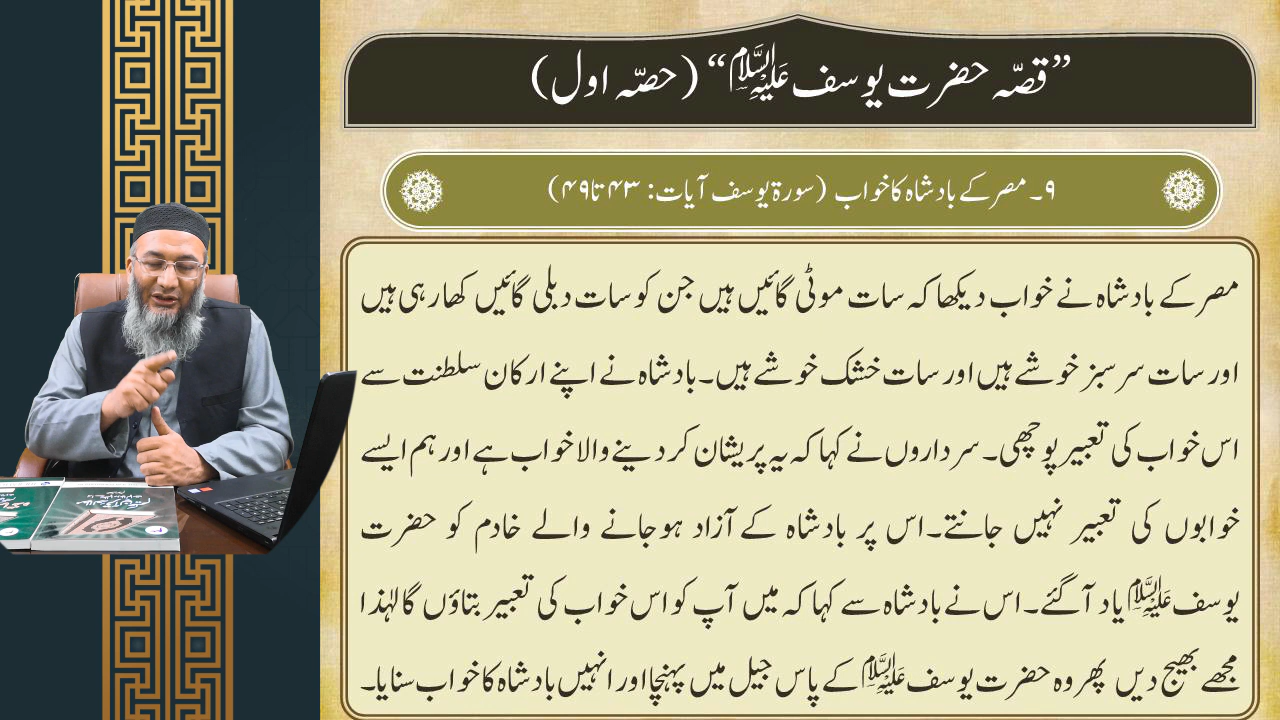 ”قصّہ حضرت یوسف علیہ السلام“ (حصّہ اول)
۹۔ مصر کے بادشاہ کا خواب (سورۃ یوسف آیات: ۴۳ تا ۴۹)
مصر کے بادشاہ نے خواب دیکھا کہ سات موٹی گائیں ہیں جن کو سات دبلی گائیں کھا رہی ہیں
اور سات سرسبز خوشے ہیں اور سات خشک خوشے ہیں۔ بادشاہ نے اپنے ارکان سلطنت سے
اس خواب کی تعبیر پوچھی۔ سرداروں نے کہا کہ یہ پریشان کر دینے والا خواب ہے اور ہم ایسے
خوابوں کی تعبیر نہیں جانتے۔ اس پر بادشاہ کے آزاد ہوجانے والے خادم کو حضرت
یوسف علیہ السلام یاد آگئے۔ اس نے بادشاہ سے کہا کہ میں آپ کو اس خواب کی تعبیر بتاؤں گا لہٰذا
مجھے بھیج دیں پھر وہ حضرت یوسف علیہ السلام کے پاس جیل میں پہنچا اور انہیں بادشاہ کا خواب سنایا۔